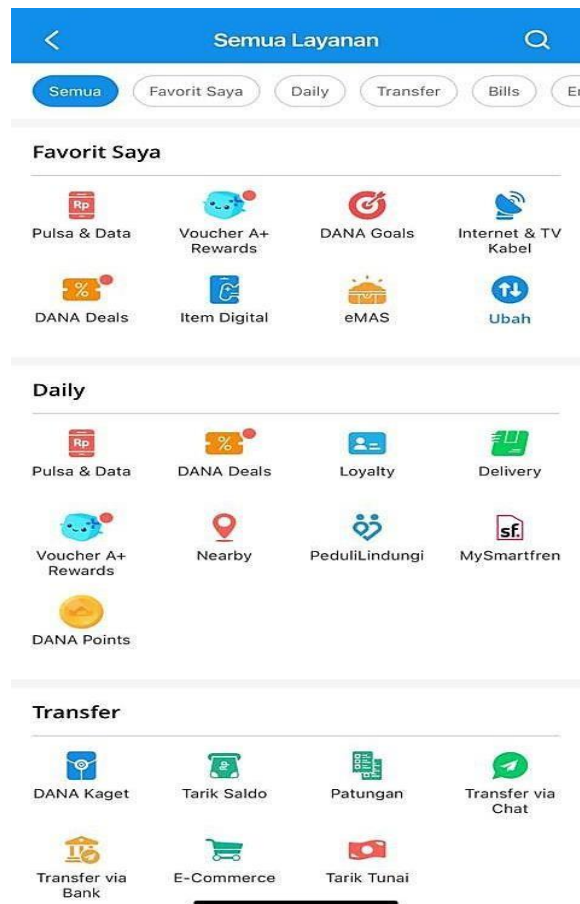 Semua Layanan
Semua Favorit Saya Daily Transfer Bills
Favorit Saya
Rp
Pulsa & Data
Voucher A+
Rewards
DANA Goals
Internet & TV
Kabel
%
DANA Deals
Item Digital
eMAS
Ubah
Daily
Rp
Pulsa & Data
%
DANA Deals
Loyalty
Delivery
Voucher A+
Rewards
Nearby
PeduliLindungi
sf.
MySmartfren
DANA Points
Transfer
DANA Kaget
Tarik Saldo
Patungan
Transfer via
Chat
Transfer via
Bank
E-Commerce
Tarik Tunai